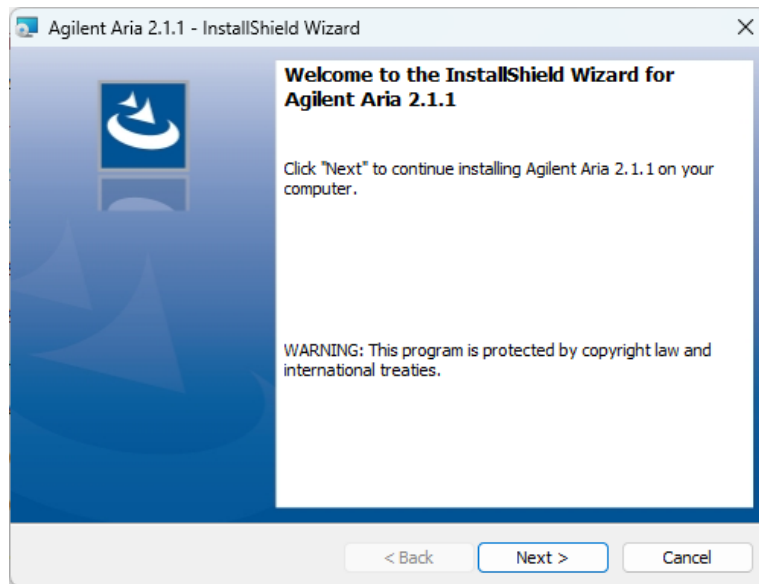 Agilent Aria 2.1.1 - InstallShield Wizard
Welcome to the InstallShield Wizard for
Agilent Aria 2.1.1
Click "Next" to continue installing Agilent Aria 2.1.1 on your
computer.
WARNING: This program is protected by copyright law and
international treaties.
< Back
Next >
Cancel